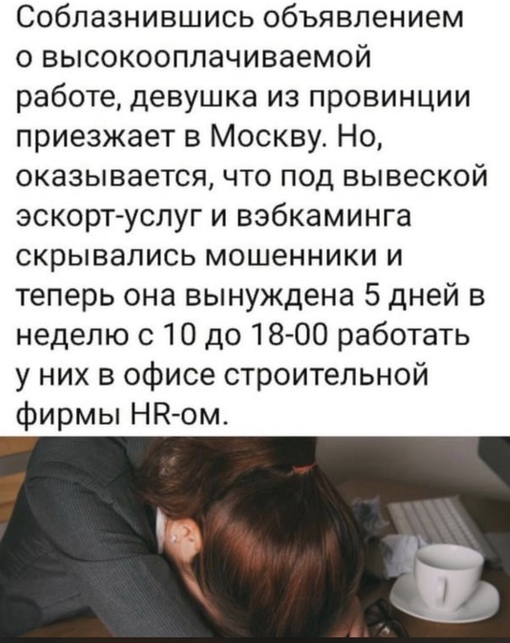 Соблазнившись объявлением
о высокооплачиваемой
работе, девушка из провинции
приезжает в Москву. Но,
оказывается, что под вывеской
эскорт-услуг и вэбкаминга
скрывались мошенники и
теперь она вынуждена 5 дней в
неделю с 10 до 18-00 работать
у них в офисе строительной
фирмы HR-ом.